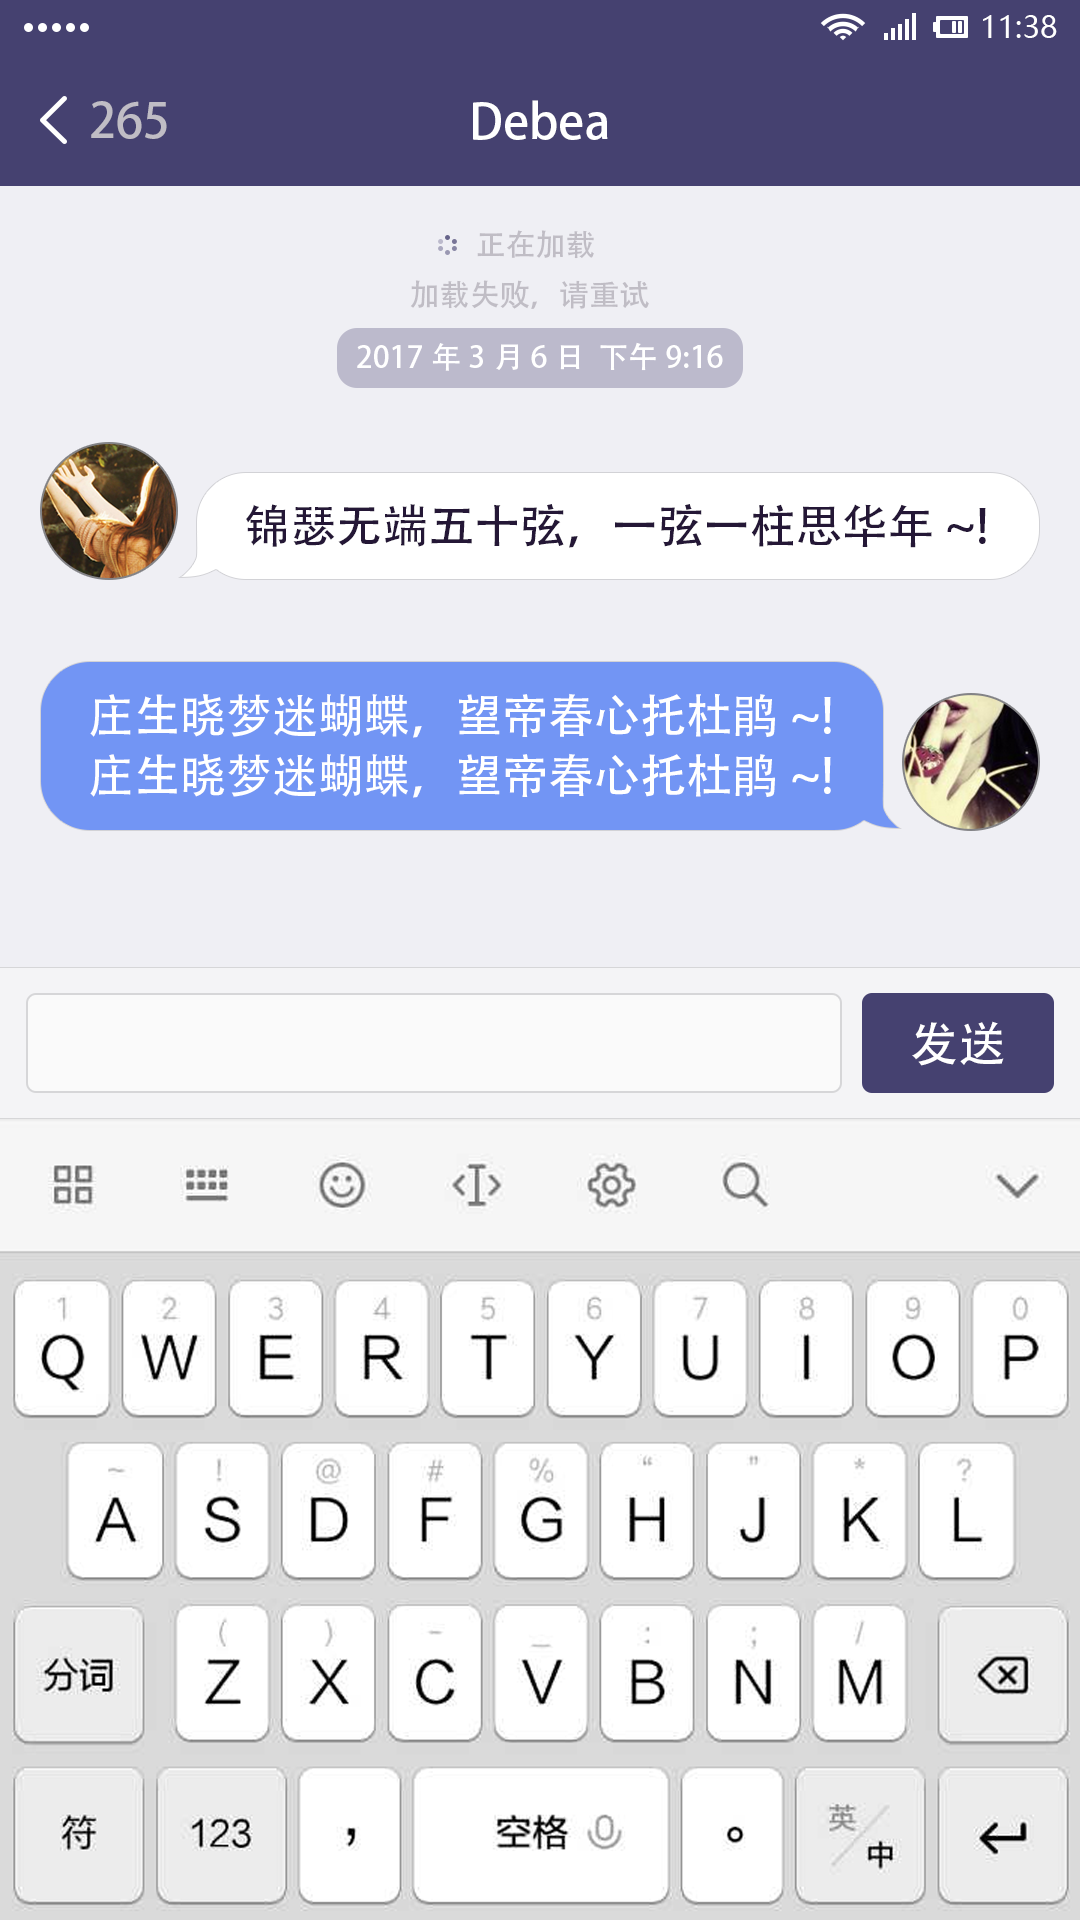 11:38
265
Debea
正在加载
加载失败，请重试
2017 年 3 月 6 日 下午 9:16
锦瑟无端五十弦，一弦一柱思华年 ~!
庄生晓梦迷蝴蝶，望帝春心托杜鹃 ~!
庄生晓梦迷蝴蝶，望帝春心托杜鹃 ~!
发送
1 2 3 4 5 6 7 8 9 0
Q W E R T Y U I O P
~ ! @ # % “ ” * ?
A S D F G H J K L
( ) - _ : ; /
分词 Z X C V B N M
符 123 ， 空格 。 英/中